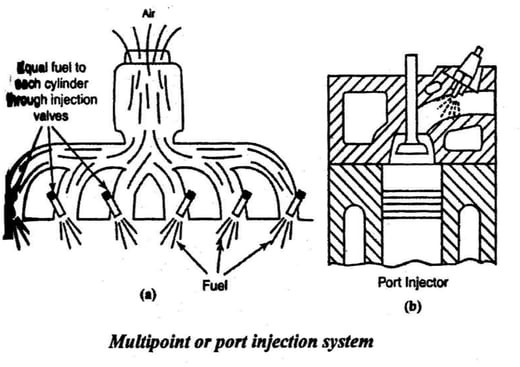 Air
Equal fuel to
each cylinder
through injection
valves
Fuel
(a)
Port Injector
(b)
Multipoint or port injection system